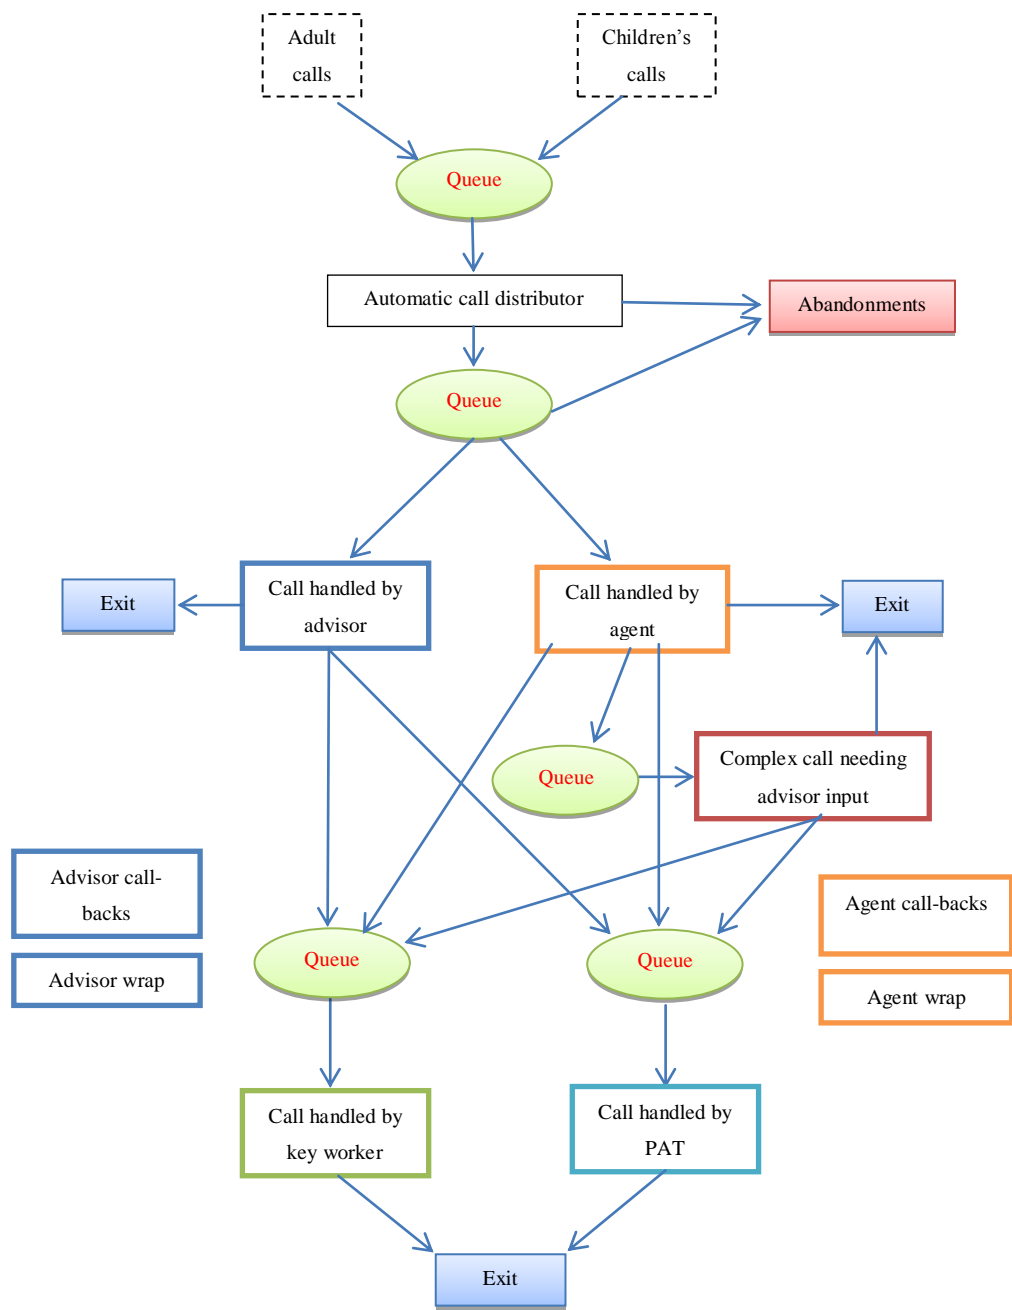 Adult
calls
Children's
calls
Queue
Automatic call distributor
Abandonments
Queue
Exit
Call handled by
advisor
Call handled by
agent
Exit
Queue
Complex call needing
advisor input
Advisor call-
backs
Advisor wrap
Queue
Queue
Agent call-backs
Agent wrap
Call handled by
key worker
Call handled by
PAT
Exit